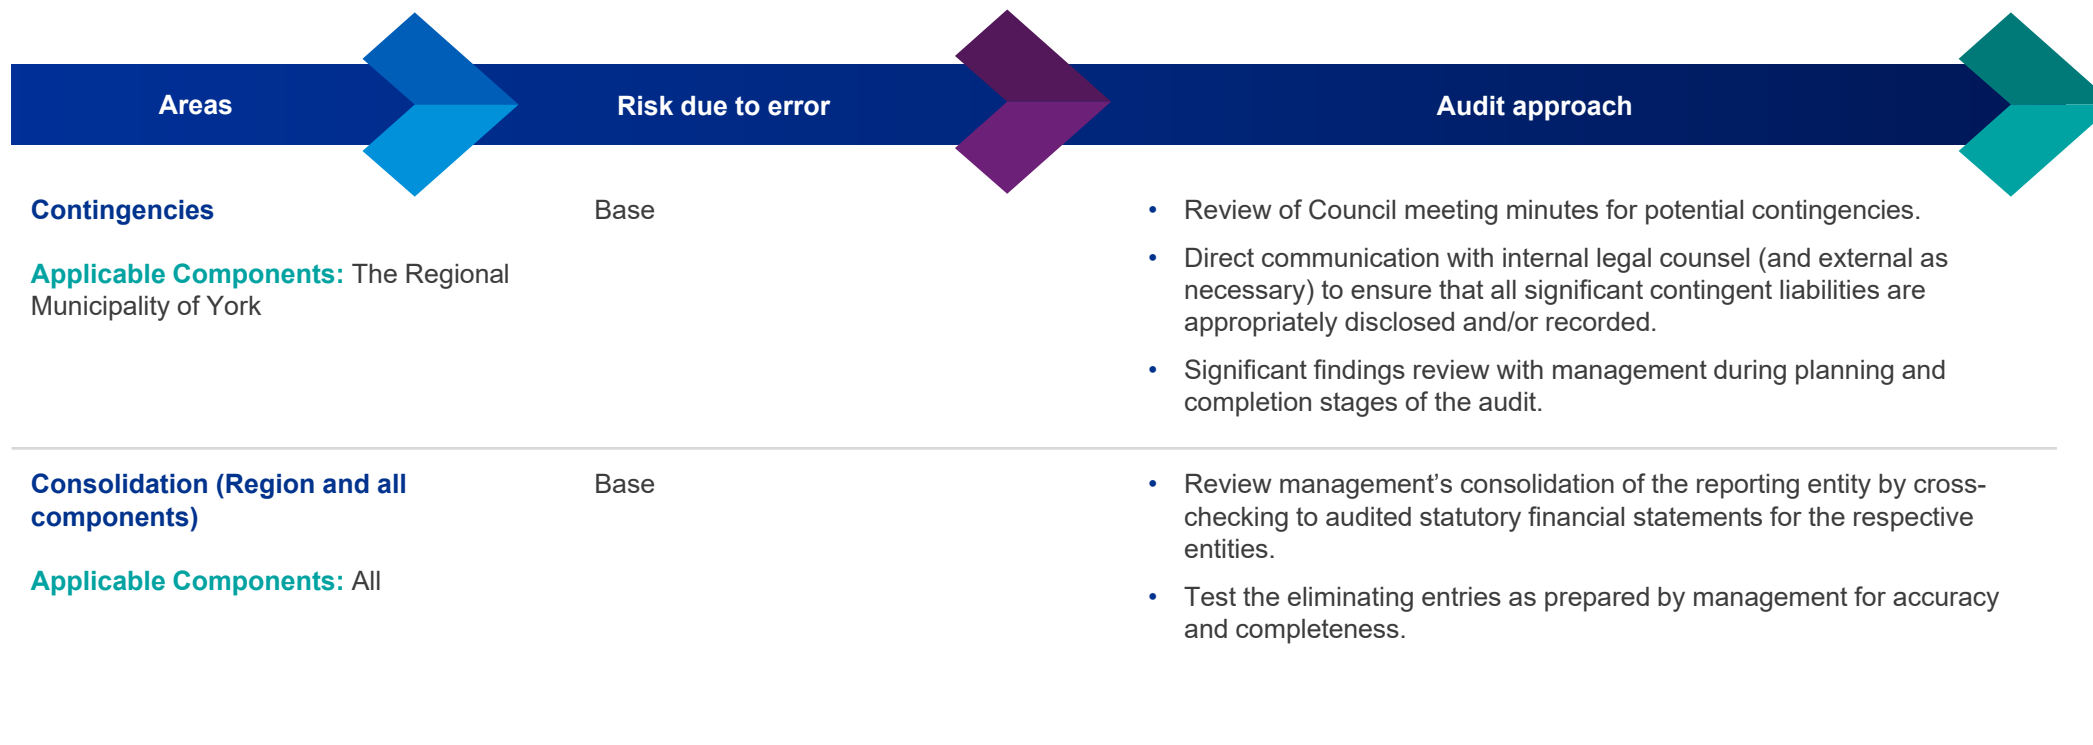 Areas
Risk due to error
Audit approach
Contingencies
Base
Applicable Components: The Regional
Municipality of York
• Review of Council meeting minutes for potential contingencies.
• Direct communication with internal legal counsel (and external as
necessary) to ensure that all significant contingent liabilities are
appropriately disclosed and/or recorded.
• Significant findings review with management during planning and
completion stages of the audit.
Consolidation (Region and all
components)
Base
Applicable Components: All
• Review management’s consolidation of the reporting entity by cross-
checking to audited statutory financial statements for the respective
entities.
• Test the eliminating entries as prepared by management for accuracy
and completeness.